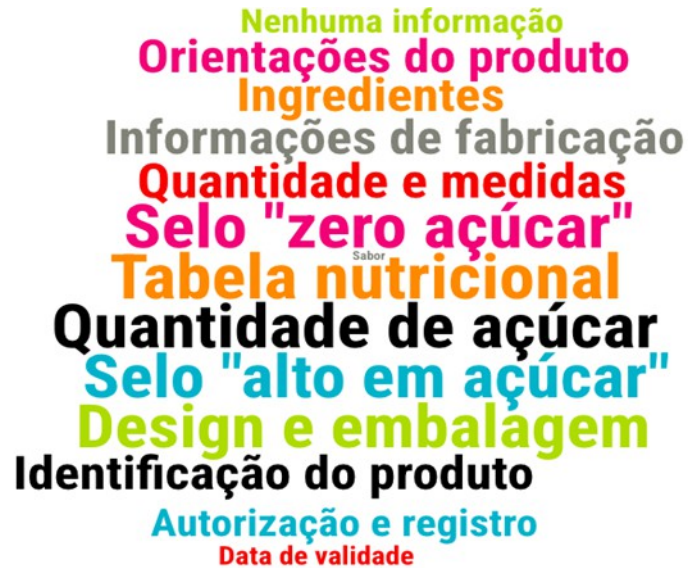 Nenhuma informação
Orientações do produto
Ingredientes
Informações de fabricação
Quantidade e medidas
Selo "zero açúcar"
Sabor
Tabela nutricional
Quantidade de açúcar
Selo "alto em açúcar"
Design e embalagem
Identificação do produto
Autorização e registro
Data de validade